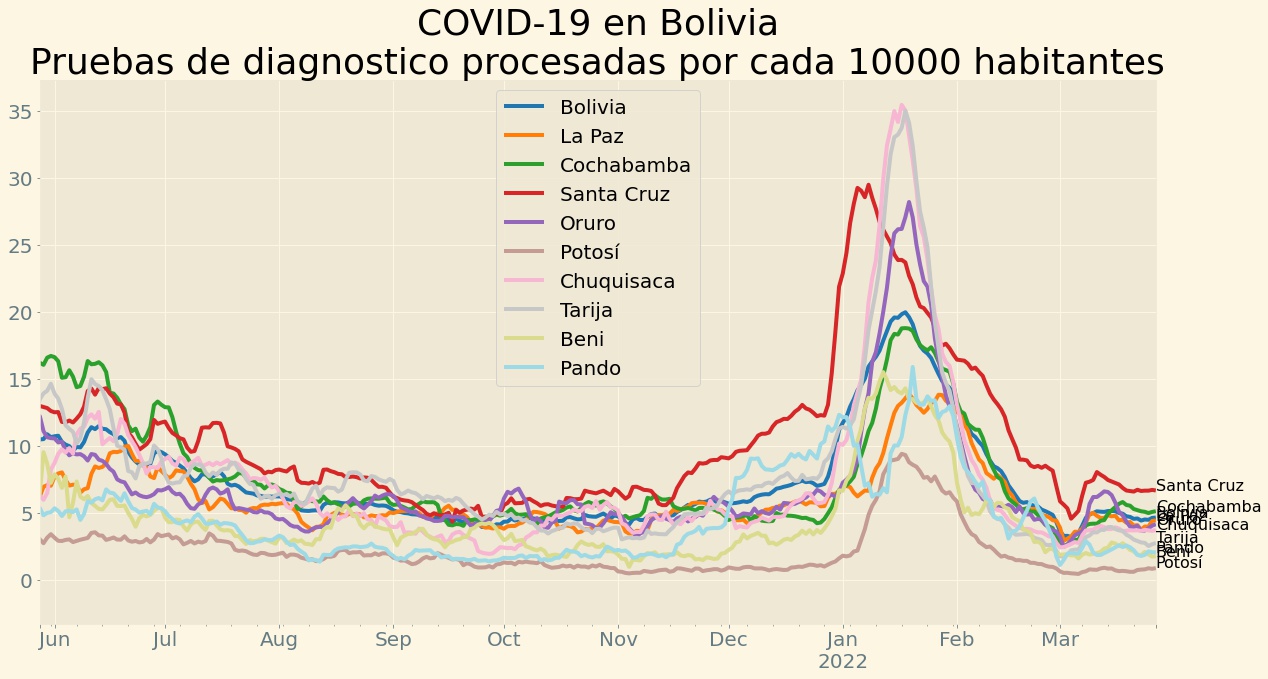 COVID-19 en Bolivia
Pruebas de diagnostico procesadas por cada 10000 habitantes
35
30
25
20
15
10
5
0
Bolivia
La Paz
Cochabamba
Santa Cruz
Oruro
Potosí
Chuquisaca
Tarija
Beni
Pando
Santa Cruz
Cochabamba
Chuquisaca
Tarija
Pando
Beni
Potosí
Jun
Jul
Aug
Sep
Oct
Nov
Dec
Jan
Feb
Mar
2022